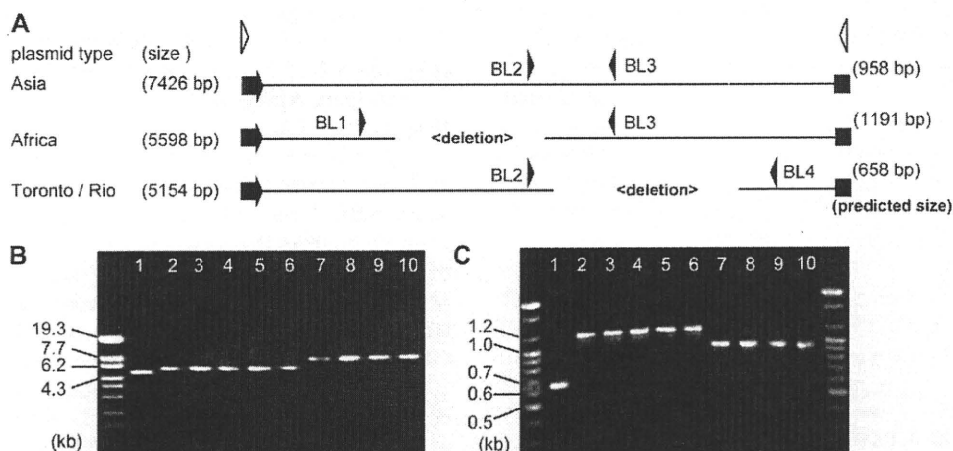 A
plasmid type (size )
BL2 BL3 (958 bp)
Asia (7426 bp)
BL1 <deletion> BL3 (1191 bp)
Africa (5598 bp)
BL2 <deletion> BL4 (658 bp)
Toronto / Rio (5154 bp)
(predicted size)
B
1 2 3 4 5 6 7 8 9 10
19.3
7.7
6.2
4.3
(kb)
C
1 2 3 4 5 6 7 8 9 10
1.2
1.0
0.7
0.6
0.5
(kb)